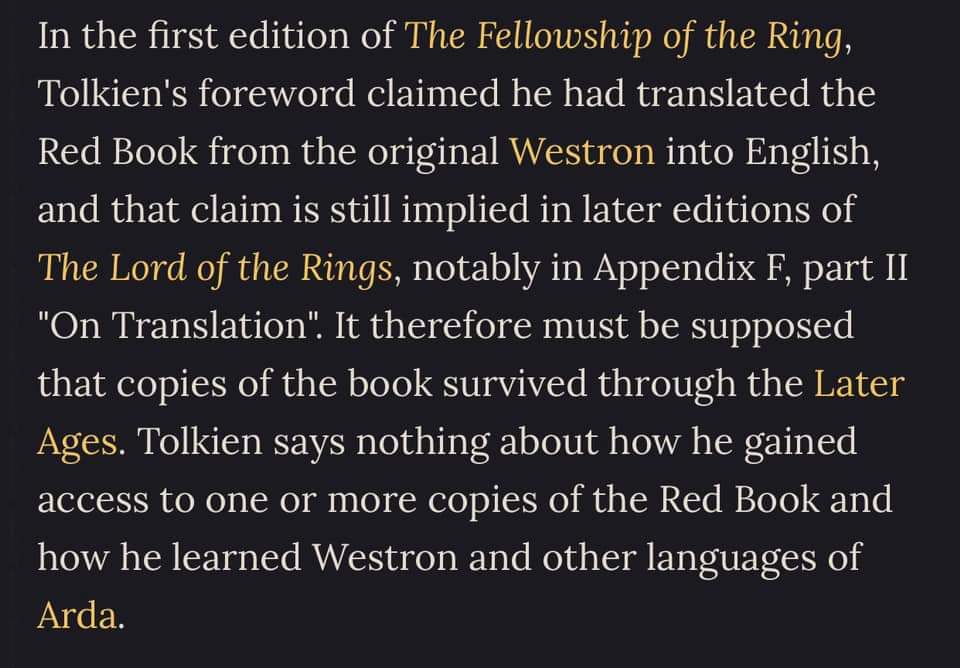 In the first edition of The Fellowship of the Ring,
Tolkien's foreword claimed he had translated the
Red Book from the original Westron into English,
and that claim is still implied in later editions of
The Lord of the Rings, notably in Appendix F, part II
"On Translation". It therefore must be supposed
that copies of the book survived through the Later
Ages. Tolkien says nothing about how he gained
access to one or more copies of the Red Book and
how he learned Westron and other languages of
Arda.